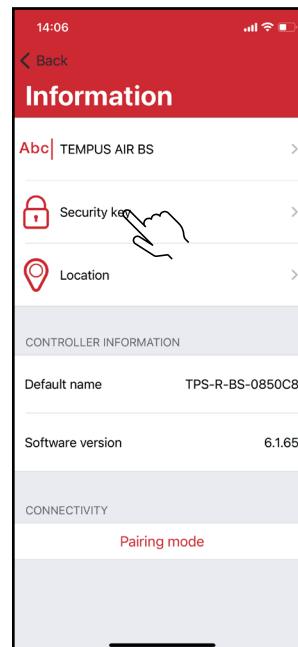 14:06
Back
Information
Abc TEMPUS AIR BS
Security key
Location
CONTROLLER INFORMATION
Default name TPS-R-BS-0850C8
Software version 6.1.65
CONNECTIVITY
Pairing mode